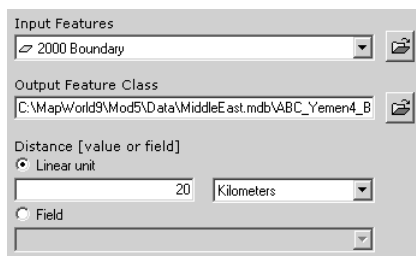 Input Features
2000 Boundary
Output Feature Class
C:\MapWorld9\Mod5\Data\MiddleEast.mdb\ABC_Yemen4_B
Distance [value or field]
Linear unit
20 Kilometers
Field